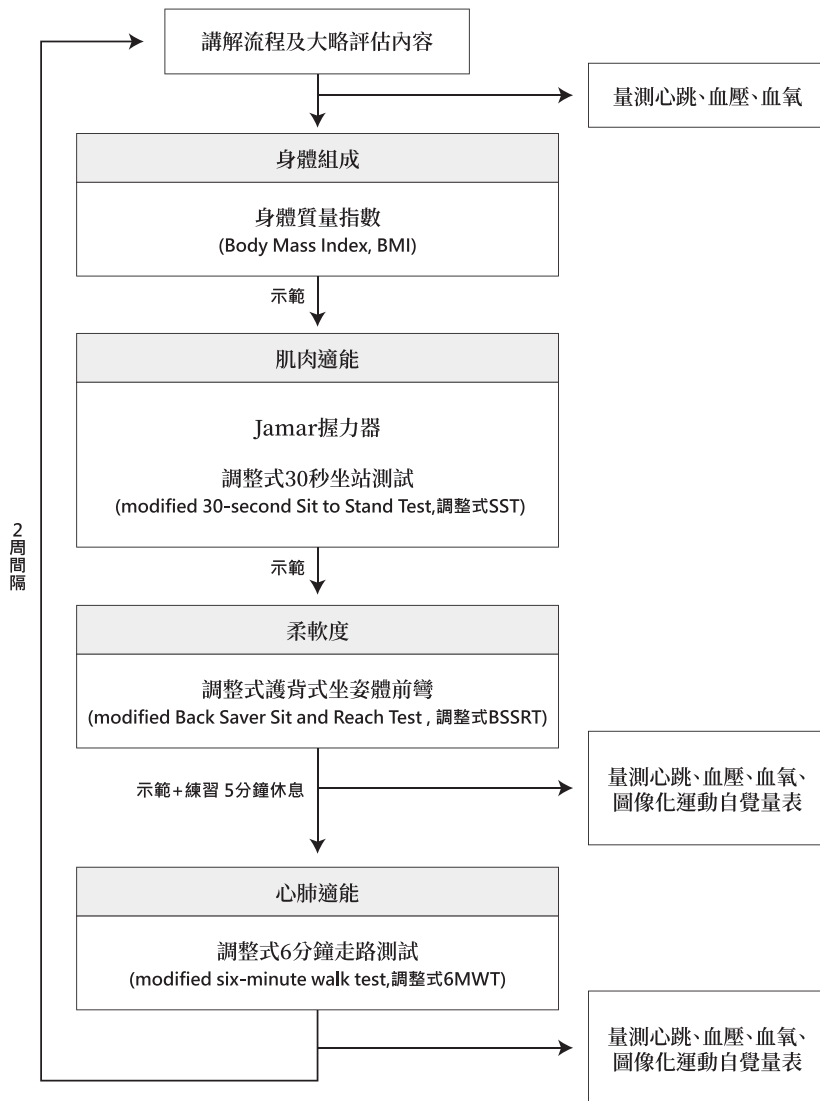 講解流程及大略評估內容
量測心跳、血壓、血氧
身體組成
身體質量指數
(Body Mass Index, BMI)
示範
肌肉適能
Jamar握力器
調整式30秒坐站測試
(modified 30-second Sit to Stand Test,調整式SST)
2周間隔
示範
柔軟度
調整式護背式坐姿體前彎
(modified Back Saver Sit and Reach Test , 調整式BSSRT)
示範+練習 5分鐘休息
量測心跳、血壓、血氧、
圖像化運動自覺量表
心肺適能
調整式6分鐘走路測試
(modified six-minute walk test,調整式6MWT)
量測心跳、血壓、血氧、
圖像化運動自覺量表